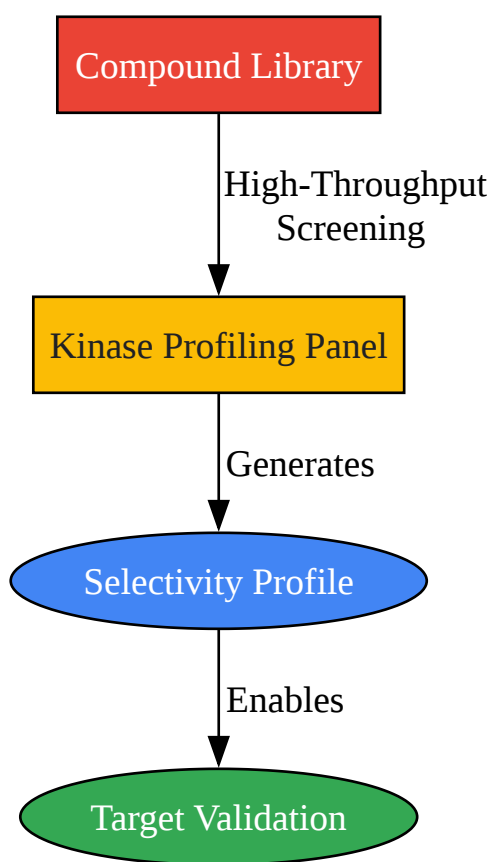 Compound Library
High-Throughput
Screening
Kinase Profiling Panel
Generates
Selectivity Profile
Enables
Target Validation